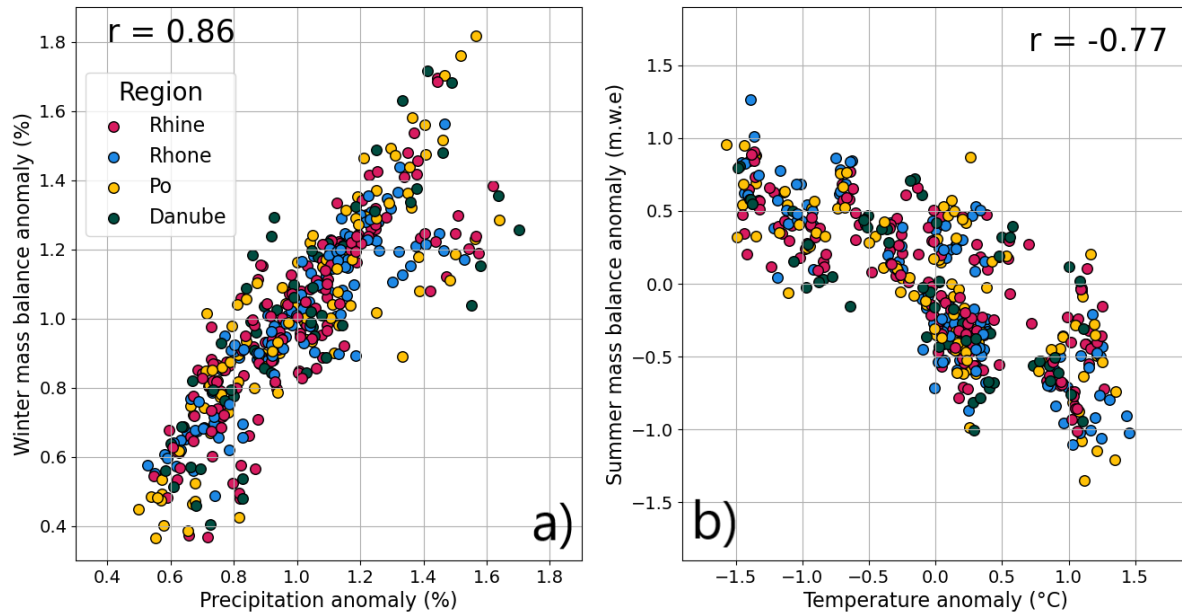 r = 0.86
Region
Rhine
Rhone
Po
Danube
a)
Winter mass balance anomaly (%)
1.8
1.6
1.4
1.2
1.0
0.8
0.6
0.4
0.4 0.6 0.8 1.0 1.2 1.4 1.6 1.8
Precipitation anomaly (%)
r = -0.77
b)
Summer mass balance anomaly (m.w.e)
1.5
1.0
0.5
0.0
−0.5
−1.0
−1.5
−1.5 −1.0 −0.5 0.0 0.5 1.0 1.5
Temperature anomaly (°C)